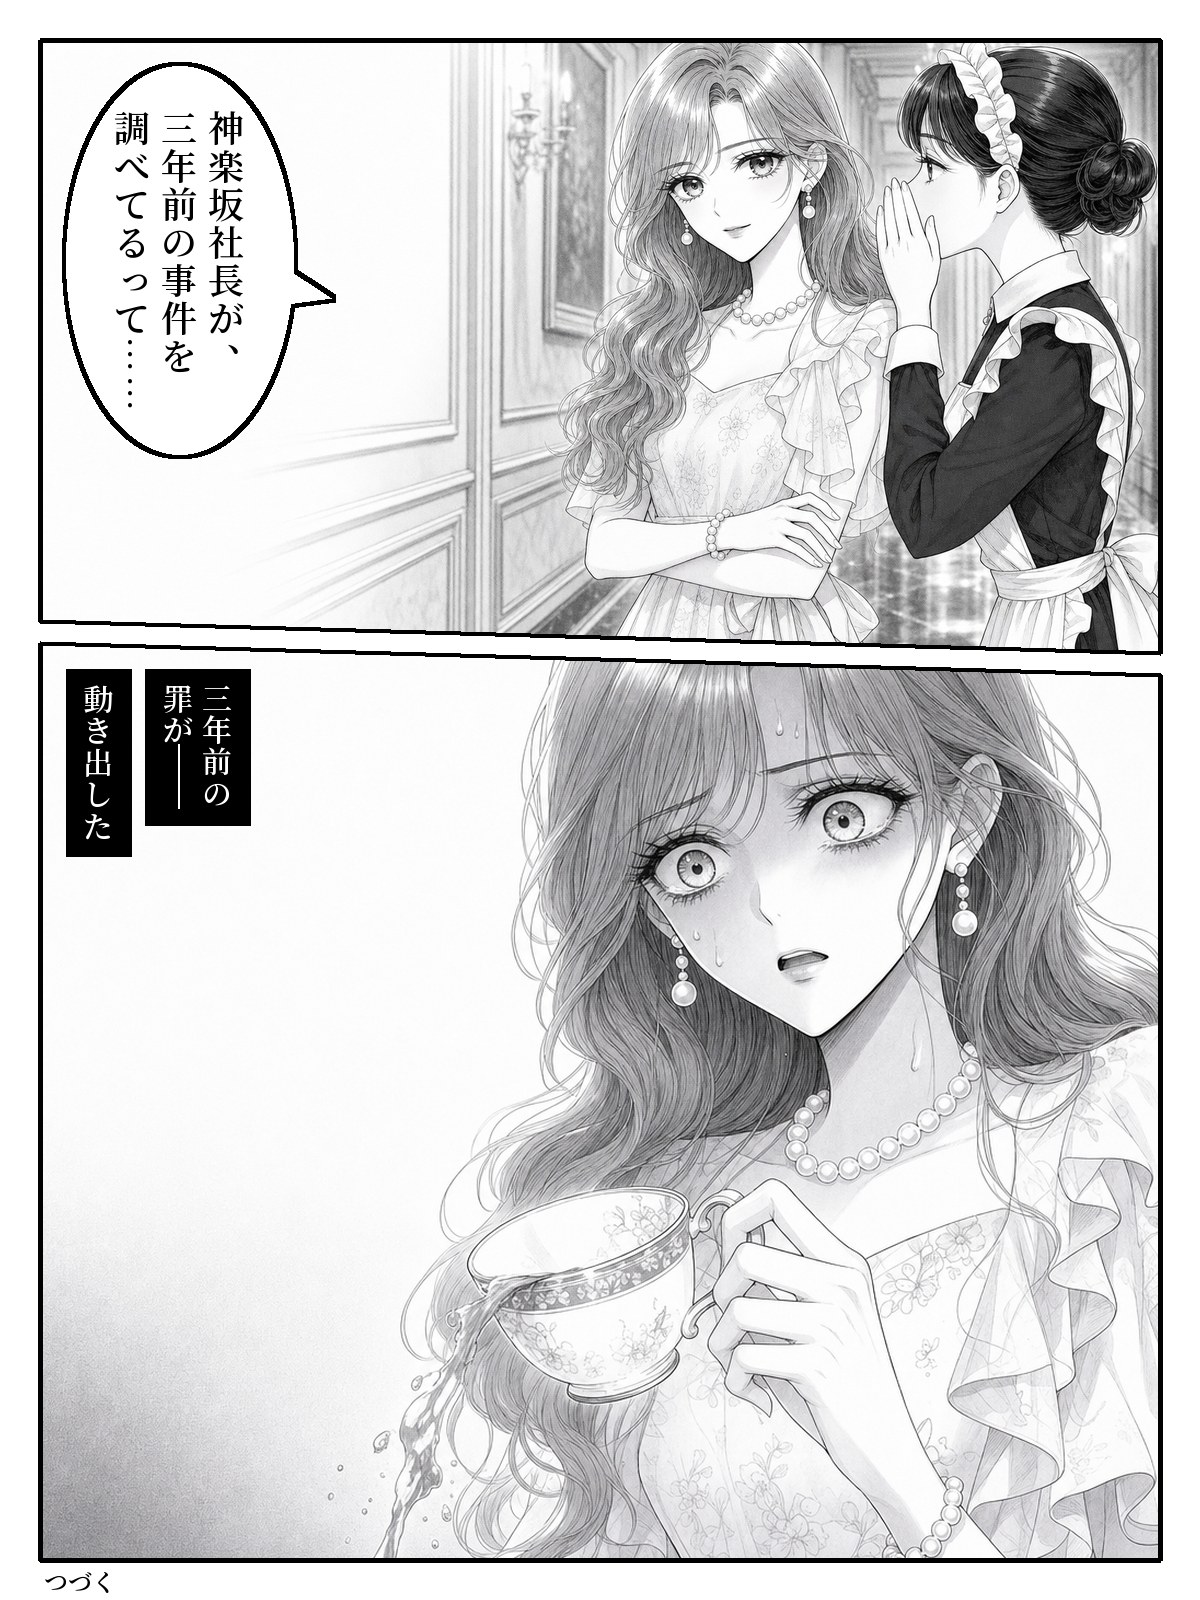 神楽坂社長が、
三年前の事件を
調べてるって……
三年前の
罪が──
動き出した
つづく